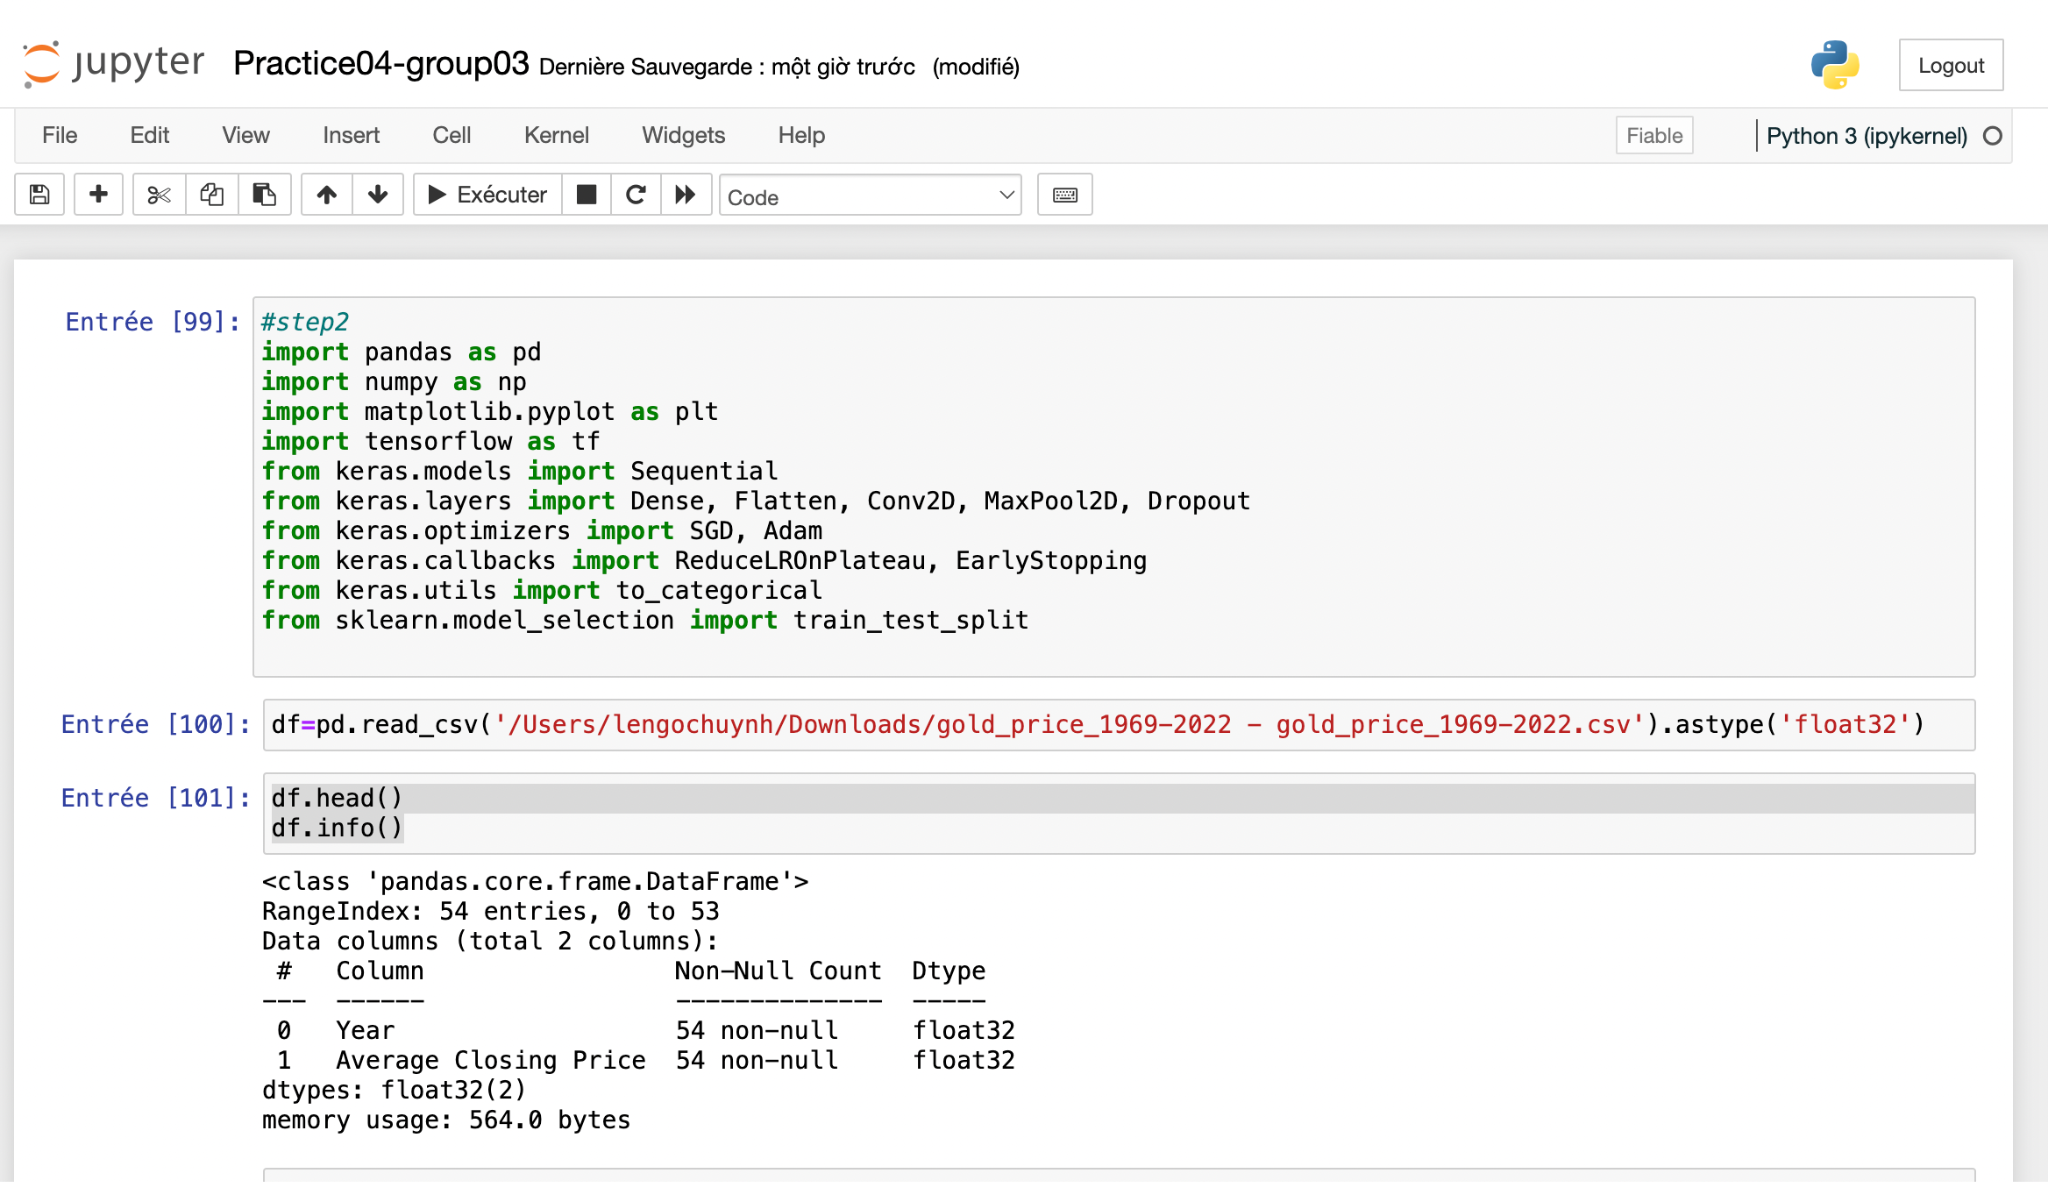 jupyter Practice04-group03 Dernière Sauvegarde : một giờ trước (modifié) Logout
File Edit View Insert Cell Kernel Widgets Help Fiable Python 3 (ipykernel)
Exécuter Code
Entrée [99]: #step2
import pandas as pd
import numpy as np
import matplotlib.pyplot as plt
import tensorflow as tf
from keras.models import Sequential
from keras.layers import Dense, Flatten, Conv2D, MaxPool2D, Dropout
from keras.optimizers import SGD, Adam
from keras.callbacks import ReduceLROnPlateau, EarlyStopping
from keras.utils import to_categorical
from sklearn.model_selection import train_test_split
Entrée [100]: df=pd.read_csv('/Users/lengochuynh/Downloads/gold_price_1969-2022 - gold_price_1969-2022.csv').astype('float32')
Entrée [101]: df.head()
df.info()
<class 'pandas.core.frame.DataFrame'>
RangeIndex: 54 entries, 0 to 53
Data columns (total 2 columns):
# Column Non-Null Count Dtype
--- ------ -------------- -----
0 Year 54 non-null float32
1 Average Closing Price 54 non-null float32
dtypes: float32(2)
memory usage: 564.0 bytes